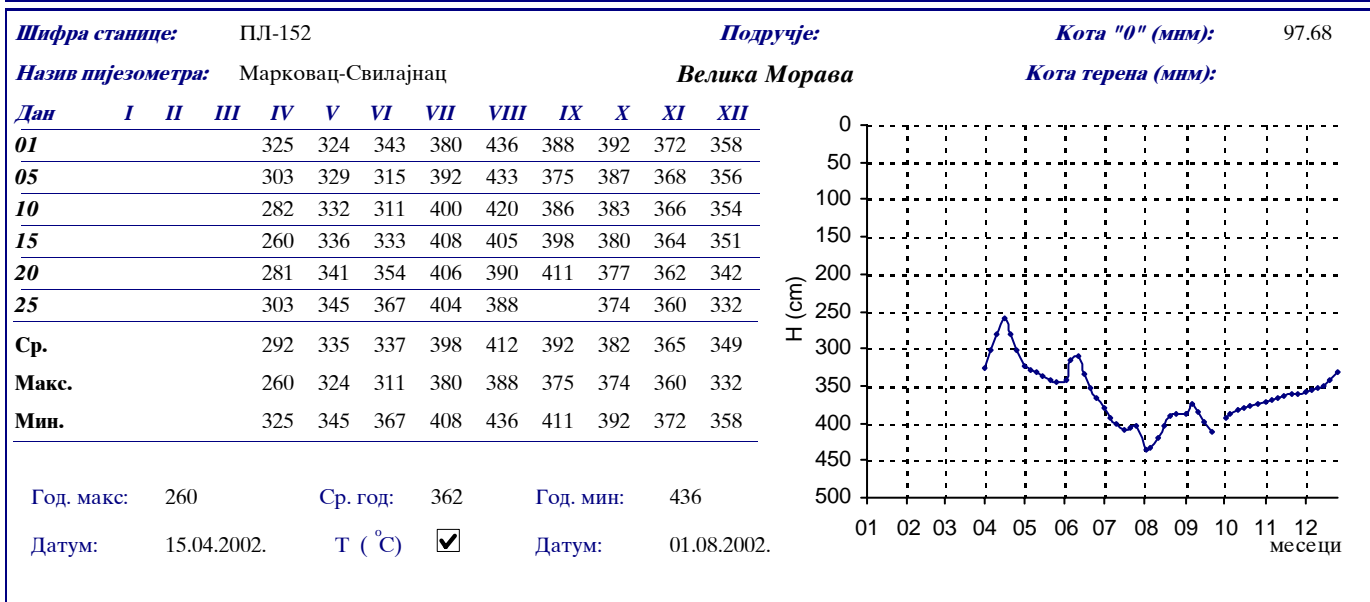 Шифра станице: ПЛ-152 Подручје: Кота "0" (мнм): 97.68
Назив пијезометра: Марковац-Свилајнац Велика Морава Кота терена (мнм):
Дан I II III IV V VI VII VIII IX X XI XII
01 325 324 343 380 436 388 392 372 358
05 303 329 315 392 433 375 387 368 356
10 282 332 311 400 420 386 383 366 354
15 260 336 333 408 405 398 380 364 351
20 281 341 354 406 390 411 377 362 342
25 303 345 367 404 388 374 360 332
Ср. 292 335 337 398 412 392 382 365 349
Макс. 260 324 311 380 388 375 374 360 332
Мин. 325 345 367 408 436 411 392 372 358
Год. макс: 260 Ср. год: 362 Год. мин: 436
Датум: 15.04.2002. Т ( °C) Датум: 01.08.2002.
0
50
100
150
200
250
300
350
400
450
500
H (cm)
01 02 03 04 05 06 07 08 09 10 11 12
месеци